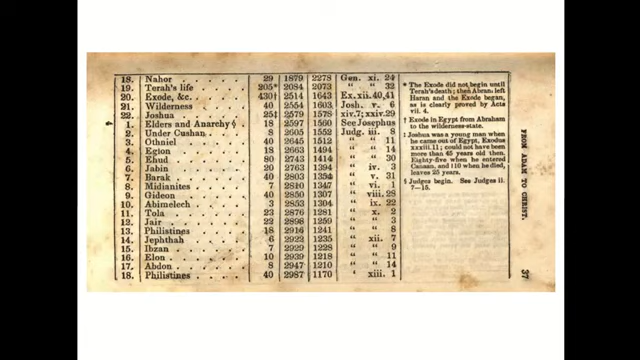 18. Nahor 29 1879 2278 Gen. xi. 24
19. Terah's life 205* 2084 2073 " " 32
20. Exode, &c. 430† 2514 1643 Ex. xii. 40, 41
21. Wilderness 40 2554 1603 Josh. v. 6
22. Joshua 25‡ 2579 1578 xiv. 7; xxiv. 29
1. Elders and Anarchy § 18 2597 1560 See Josephus
2. Under Cushan 8 2605 1552 Judg. iii. 8
3. Othniel 40 2645 1512 " " 11
4. Eglon 18 2663 1494 " " 14
5. Ehud 80 2743 1414 " " 30
6. Jabin 20 2763 1394 " iv. 3
7. Barak 40 2803 1354 " v. 31
8. Midianites 7 2810 1347 " vi. 1
9. Gideon 40 2850 1307 " viii. 28
10. Abimelech 3 2853 1304 " ix. 22
11. Tola 23 2876 1281 " x. 2
12. Jair 22 2898 1259 " " 3
13. Philistines 18 2916 1241 " " 8
14. Jephthah 6 2922 1235 " xii. 7
15. Ibzan 7 2929 1228 " " 9
16. Elon 10 2939 1218 " " 11
17. Abdon 8 2947 1210 " " 14
18. Philistines 40 2987 1170 " xiii. 1
* The Exode did not begin until
Terah's death; then Abram left
Haran and the Exode began,
as is clearly proved by Acts
vii. 4.
† Exode in Egypt from Abraham
to the wilderness-state.
‡ Joshua was a young man when
he came out of Egypt, Exodus
xxxiii. 11; could not have been
more than 45 years old then.
Eighty-five when he entered
Canaan, and 110 when he died,
leaves 25 years.
§ Judges begin. See Judges ii.
7—15.
FROM ADAM TO CHRIST.
37